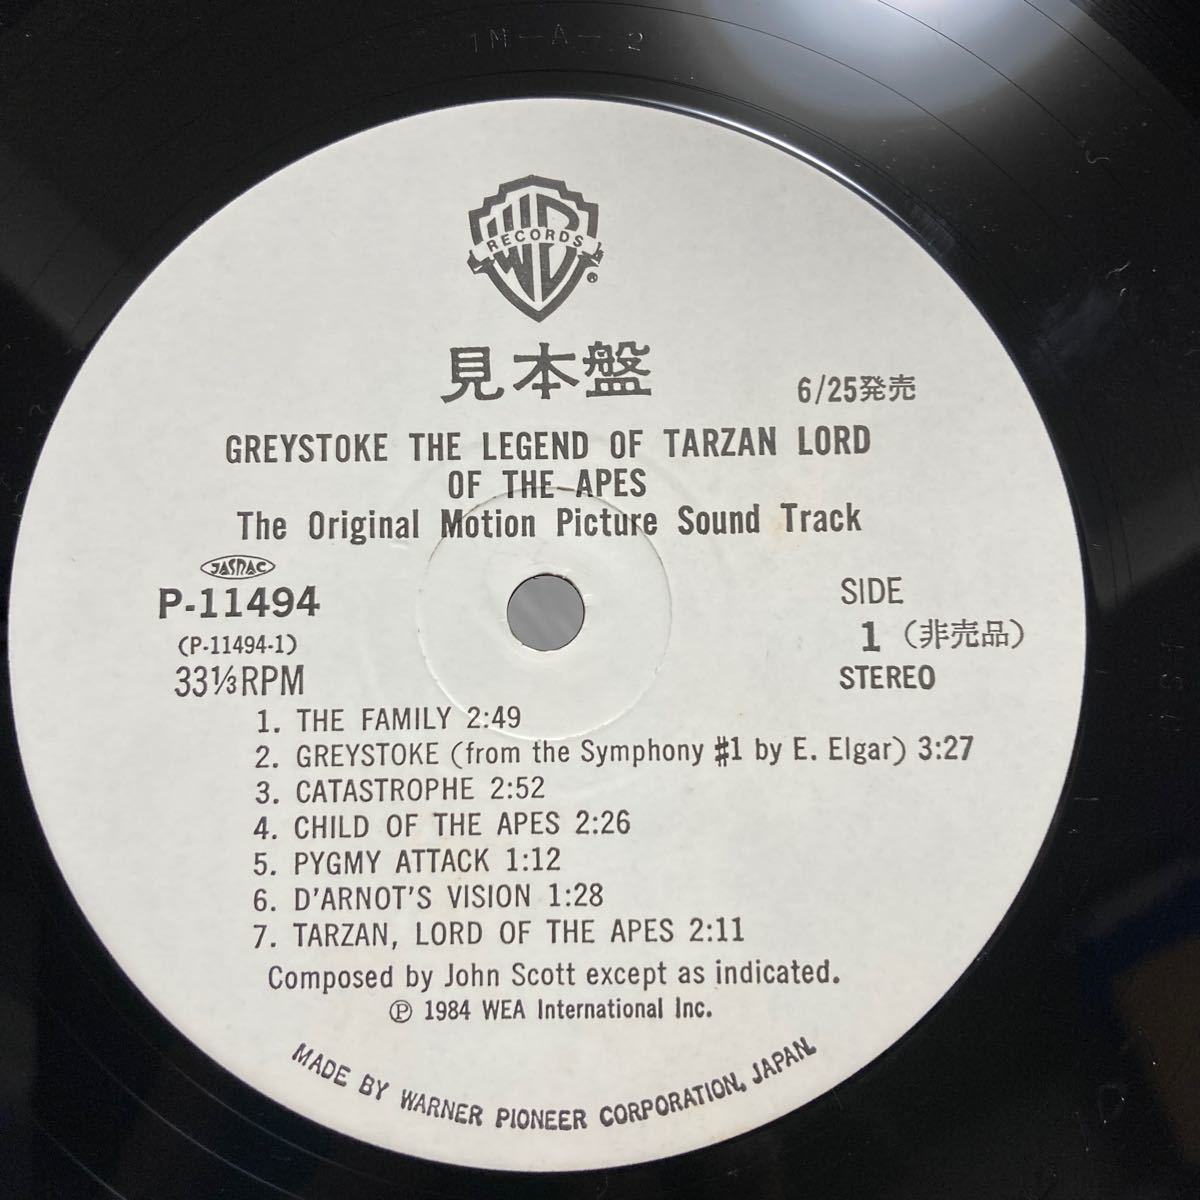 1M-A-2
WB
RECORDS
®
見本盤
6/25発売
GREYSTOKE THE LEGEND OF TARZAN LORD
OF THE APES
The Original Motion Picture Sound Track
JASRAC
P-11494
(P-11494-1)
33⅓RPM
SIDE
1（非売品）
STEREO
1. THE FAMILY 2:49
2. GREYSTOKE (from the Symphony #1 by E. Elgar) 3:27
3. CATASTROPHE 2:52
4. CHILD OF THE APES 2:26
5. PYGMY ATTACK 1:12
6. D'ARNOT'S VISION 1:28
7. TARZAN, LORD OF THE APES 2:11
Composed by John Scott except as indicated.
℗ 1984 WEA International Inc.
MADE BY WARNER PIONEER CORPORATION, JAPAN.